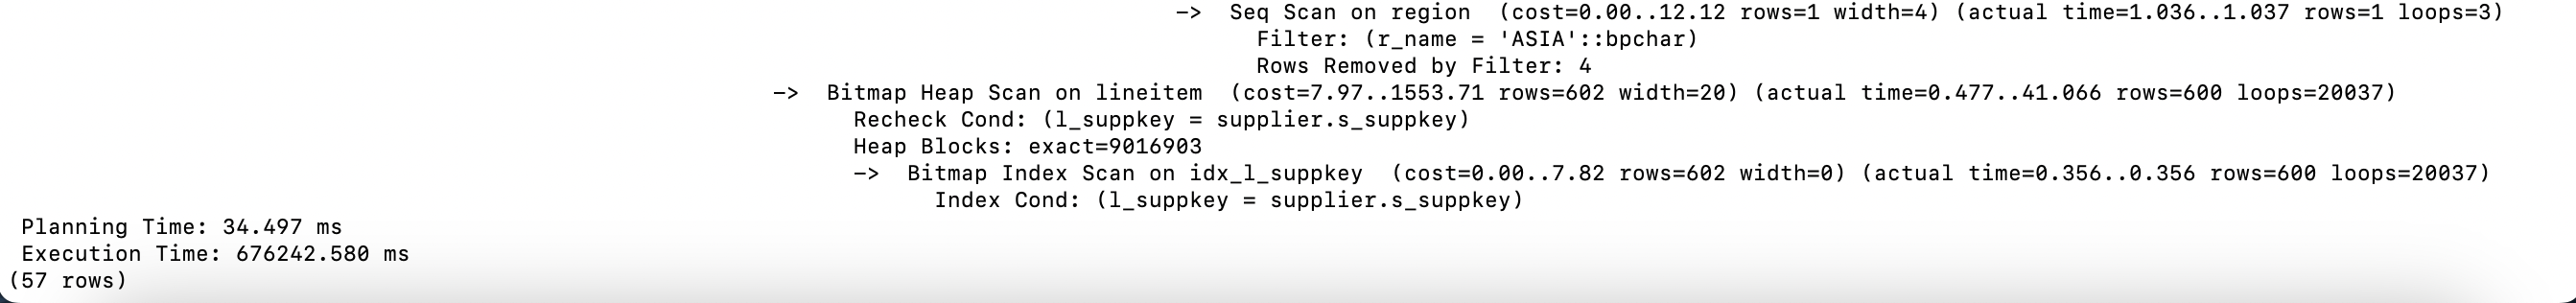 ->  Seq Scan on region  (cost=0.00..12.12 rows=1 width=4) (actual time=1.036..1.037 rows=1 loops=3)
Filter: (r_name = 'ASIA'::bpchar)
Rows Removed by Filter: 4
->  Bitmap Heap Scan on lineitem  (cost=7.97..1553.71 rows=602 width=20) (actual time=0.477..41.066 rows=600 loops=20037)
Recheck Cond: (l_suppkey = supplier.s_suppkey)
Heap Blocks: exact=9016903
->  Bitmap Index Scan on idx_l_suppkey  (cost=0.00..7.82 rows=602 width=0) (actual time=0.356..0.356 rows=600 loops=20037)
Index Cond: (l_suppkey = supplier.s_suppkey)
Planning Time: 34.497 ms
Execution Time: 676242.580 ms
(57 rows)